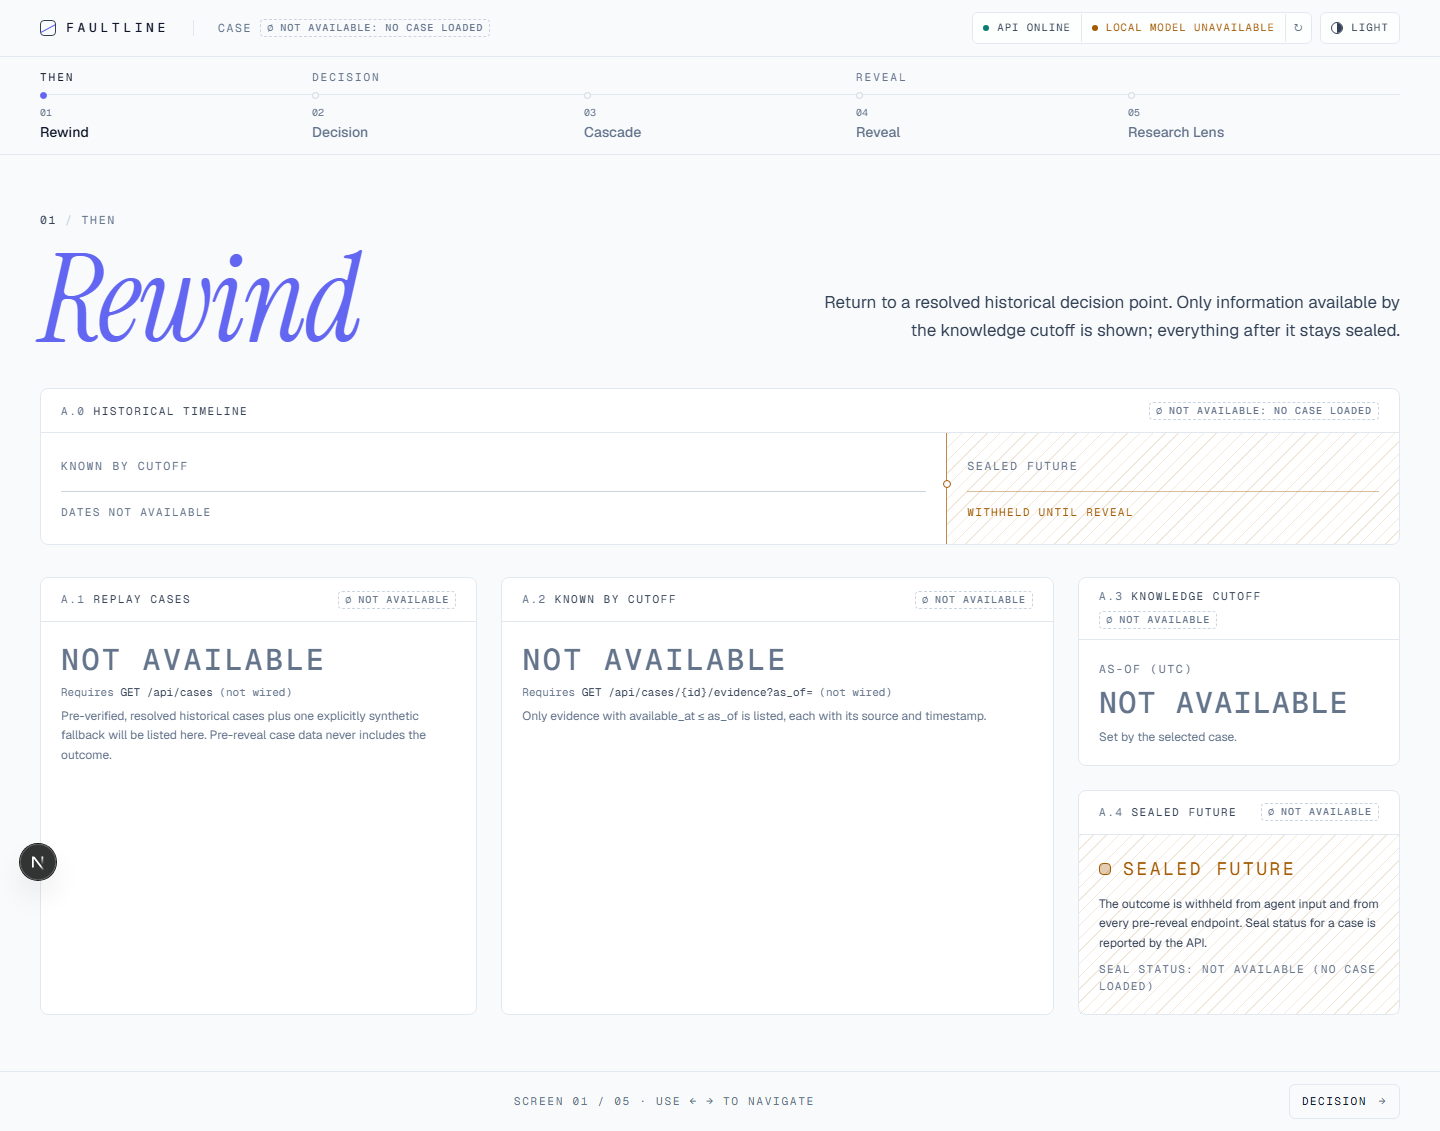 FAULTLINE
CASE
Ø NOT AVAILABLE: NO CASE LOADED
API ONLINE
LOCAL MODEL UNAVAILABLE
↻
LIGHT
THEN
DECISION
REVEAL
01
02
03
04
05
Rewind
Decision
Cascade
Reveal
Research Lens
01 / THEN
Rewind
Return to a resolved historical decision point. Only information available by
the knowledge cutoff is shown; everything after it stays sealed.
A.0 HISTORICAL TIMELINE
Ø NOT AVAILABLE: NO CASE LOADED
KNOWN BY CUTOFF
DATES NOT AVAILABLE
SEALED FUTURE
WITHHELD UNTIL REVEAL
A.1 REPLAY CASES
Ø NOT AVAILABLE
NOT AVAILABLE
Requires GET /api/cases (not wired)
Pre-verified, resolved historical cases plus one explicitly synthetic
fallback will be listed here. Pre-reveal case data never includes the
outcome.
A.2 KNOWN BY CUTOFF
Ø NOT AVAILABLE
NOT AVAILABLE
Requires GET /api/cases/{id}/evidence?as_of= (not wired)
Only evidence with available_at ≤ as_of is listed, each with its source and timestamp.
A.3 KNOWLEDGE CUTOFF
Ø NOT AVAILABLE
AS-OF (UTC)
NOT AVAILABLE
Set by the selected case.
A.4 SEALED FUTURE
Ø NOT AVAILABLE
SEALED FUTURE
The outcome is withheld from agent input and from
every pre-reveal endpoint. Seal status for a case is
reported by the API.
SEAL STATUS: NOT AVAILABLE (NO CASE
LOADED)
N
SCREEN 01 / 05 · USE ← → TO NAVIGATE
DECISION →